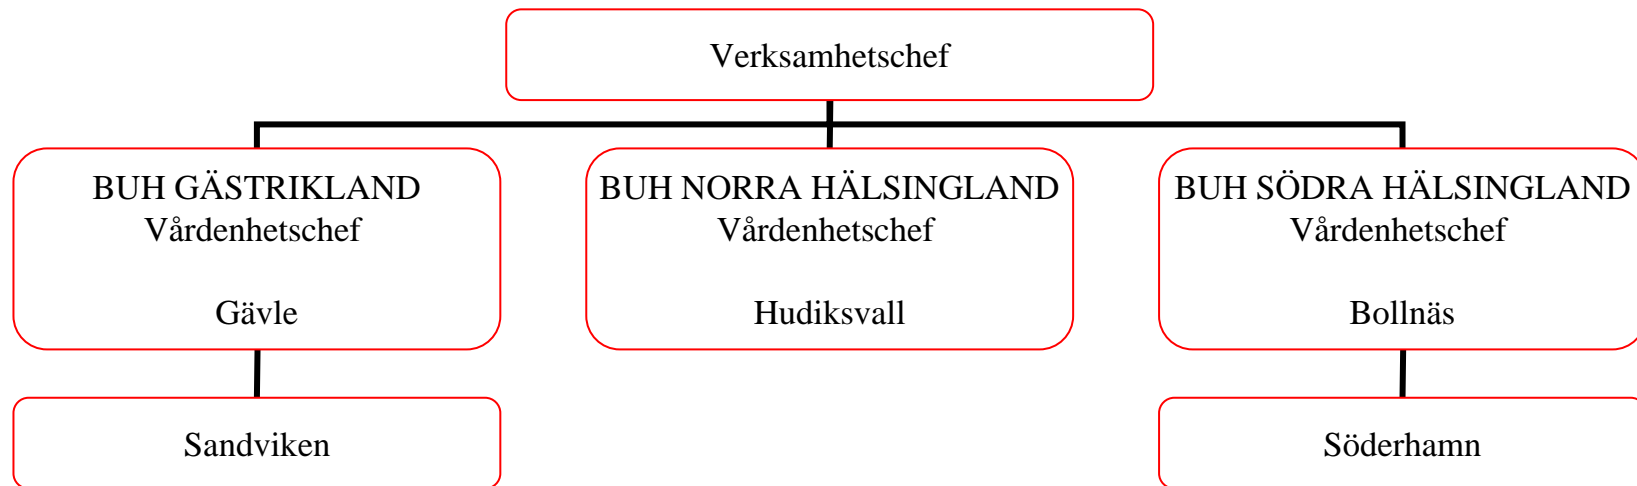 Verksamhetschef
BUH GÄSTRIKLAND
Vårdenhetschef
Gävle
BUH NORRA HÄLSINGLAND
Vårdenhetschef
Hudiksvall
BUH SÖDRA HÄLSINGLAND
Vårdenhetschef
Bollnäs
Sandviken
Söderhamn